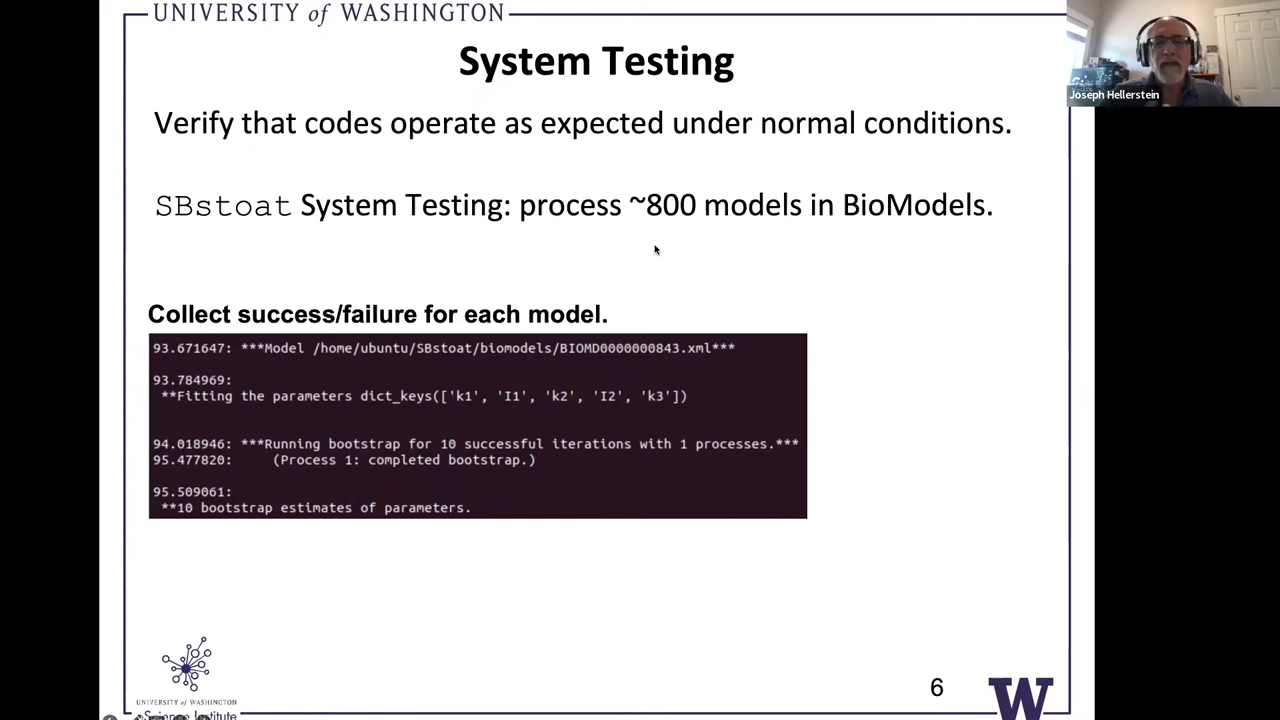 UNIVERSITY of WASHINGTON
System Testing
Joseph Hellerstein
Verify that codes operate as expected under normal conditions.
SBstoat System Testing: process ~800 models in BioModels.
Collect success/failure for each model.
93.671647: ***Model /home/ubuntu/SBstoat/biomodels/BIOMD0000000843.xml***
93.784969:
**Fitting the parameters dict_keys(['k1', 'I1', 'k2', 'I2', 'k3'])
94.018946: ***Running bootstrap for 10 successful iterations with 1 processes.***
95.477820: (Process 1: completed bootstrap.)
95.509061:
**10 bootstrap estimates of parameters.
6
W
UNIVERSITY of WASHINGTON
eScience Institute